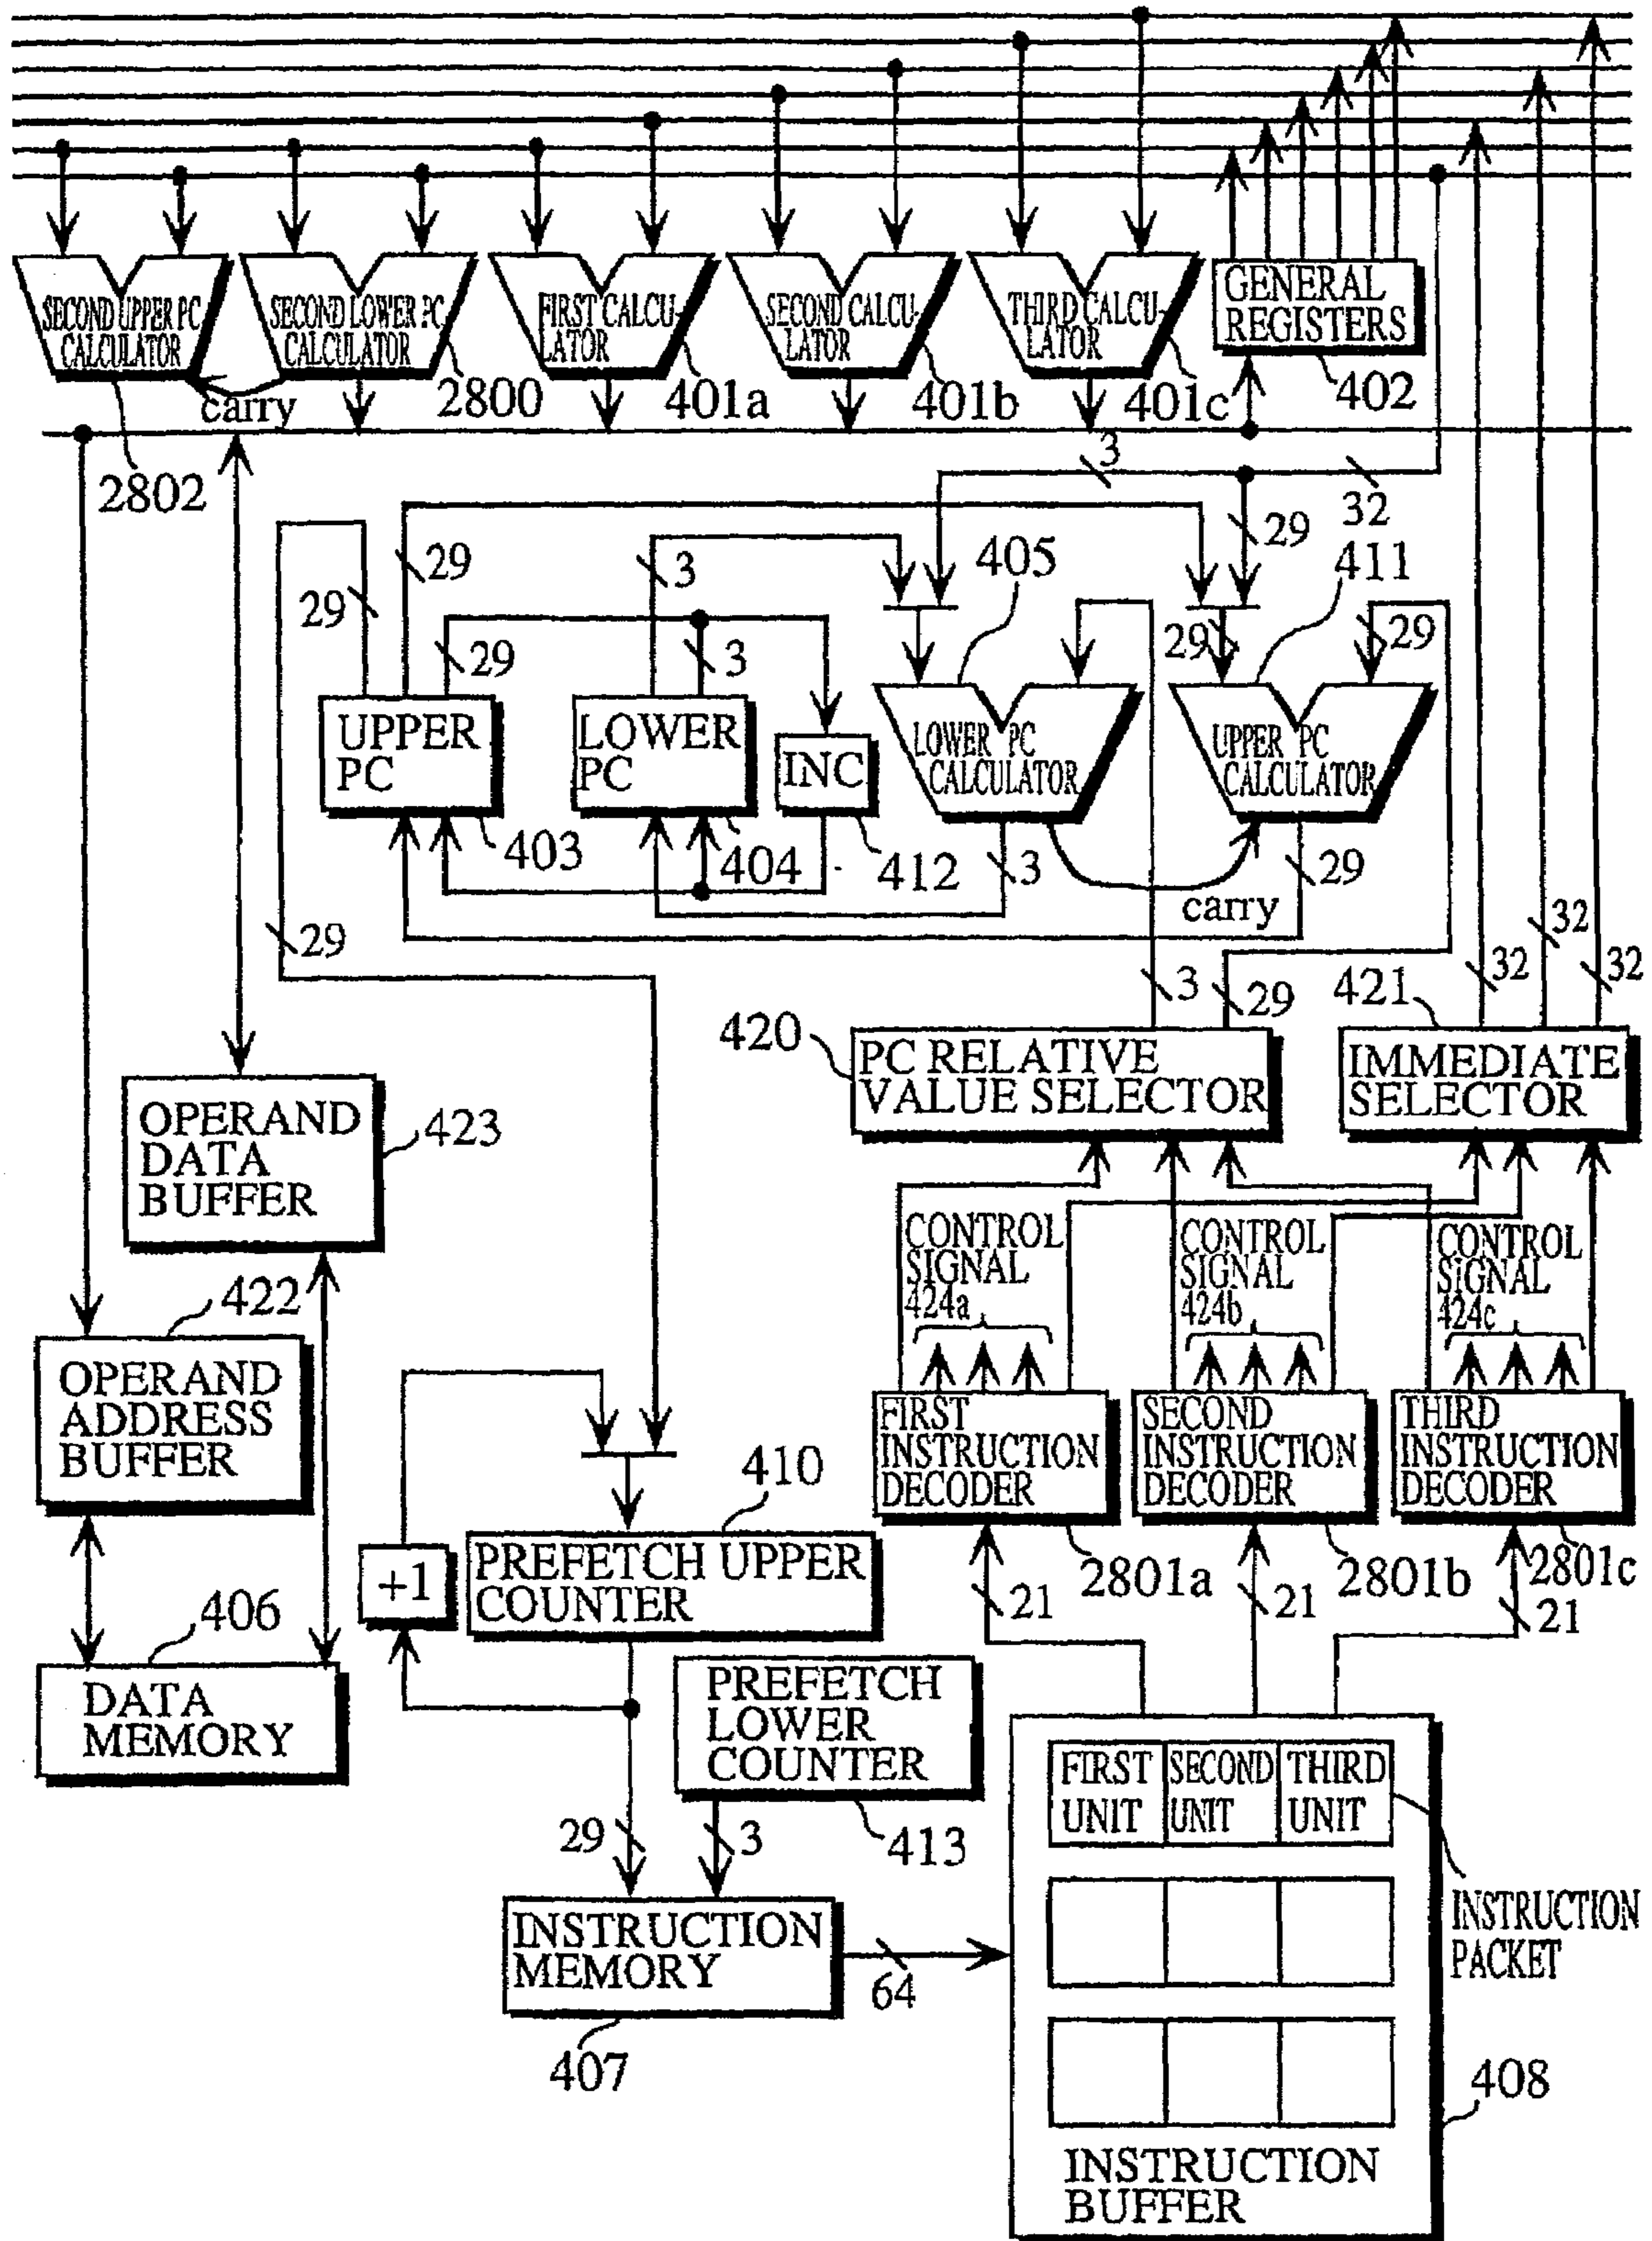 SECOND UPPER PC
CALCULATOR
SECOND LOWER PC
CALCULATOR
FIRST CALCU-
LATOR
SECOND CALCU-
LATOR
THIRD CALCU-
LATOR
GENERAL
REGISTERS
carry
2800
401a
401b
401c
402
2802
3
32
29
29
29
3
405
411
29
3
29
29
UPPER
PC
LOWER
PC
INC
LOWER PC
CALCULATOR
UPPER PC
CALCULATOR
403
404
412
3
29
carry
29
3
29
32
32
32
420
421
PC RELATIVE
VALUE SELECTOR
IMMEDIATE
SELECTOR
OPERAND
DATA
BUFFER
423
CONTROL
SIGNAL
424a
CONTROL
SIGNAL
424b
CONTROL
SIGNAL
424c
422
OPERAND
ADDRESS
BUFFER
FIRST
INSTRUCTION
DECODER
SECOND
INSTRUCTION
DECODER
THIRD
INSTRUCTION
DECODER
410
+1
PREFETCH UPPER
COUNTER
2801a
2801b
2801c
21
21
21
406
DATA
MEMORY
PREFETCH
LOWER
COUNTER
413
29
3
FIRST
UNIT
SECOND
UNIT
THIRD
UNIT
INSTRUCTION
PACKET
INSTRUCTION
MEMORY
64
407
408
INSTRUCTION
BUFFER